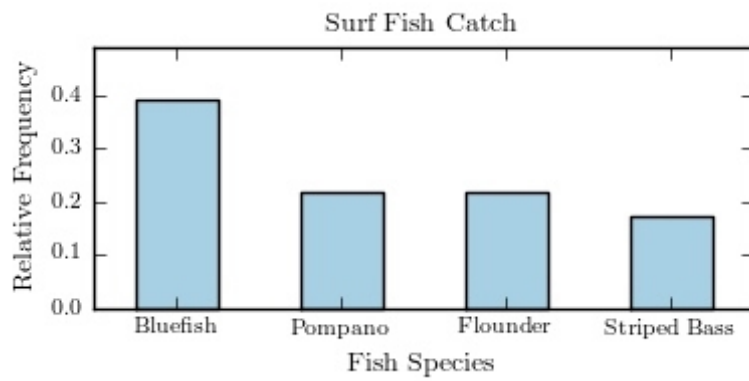 Surf Fish Catch
Relative Frequency
0.4
0.3
0.2
0.1
0.0
Bluefish Pompano Flounder Striped Bass
Fish Species